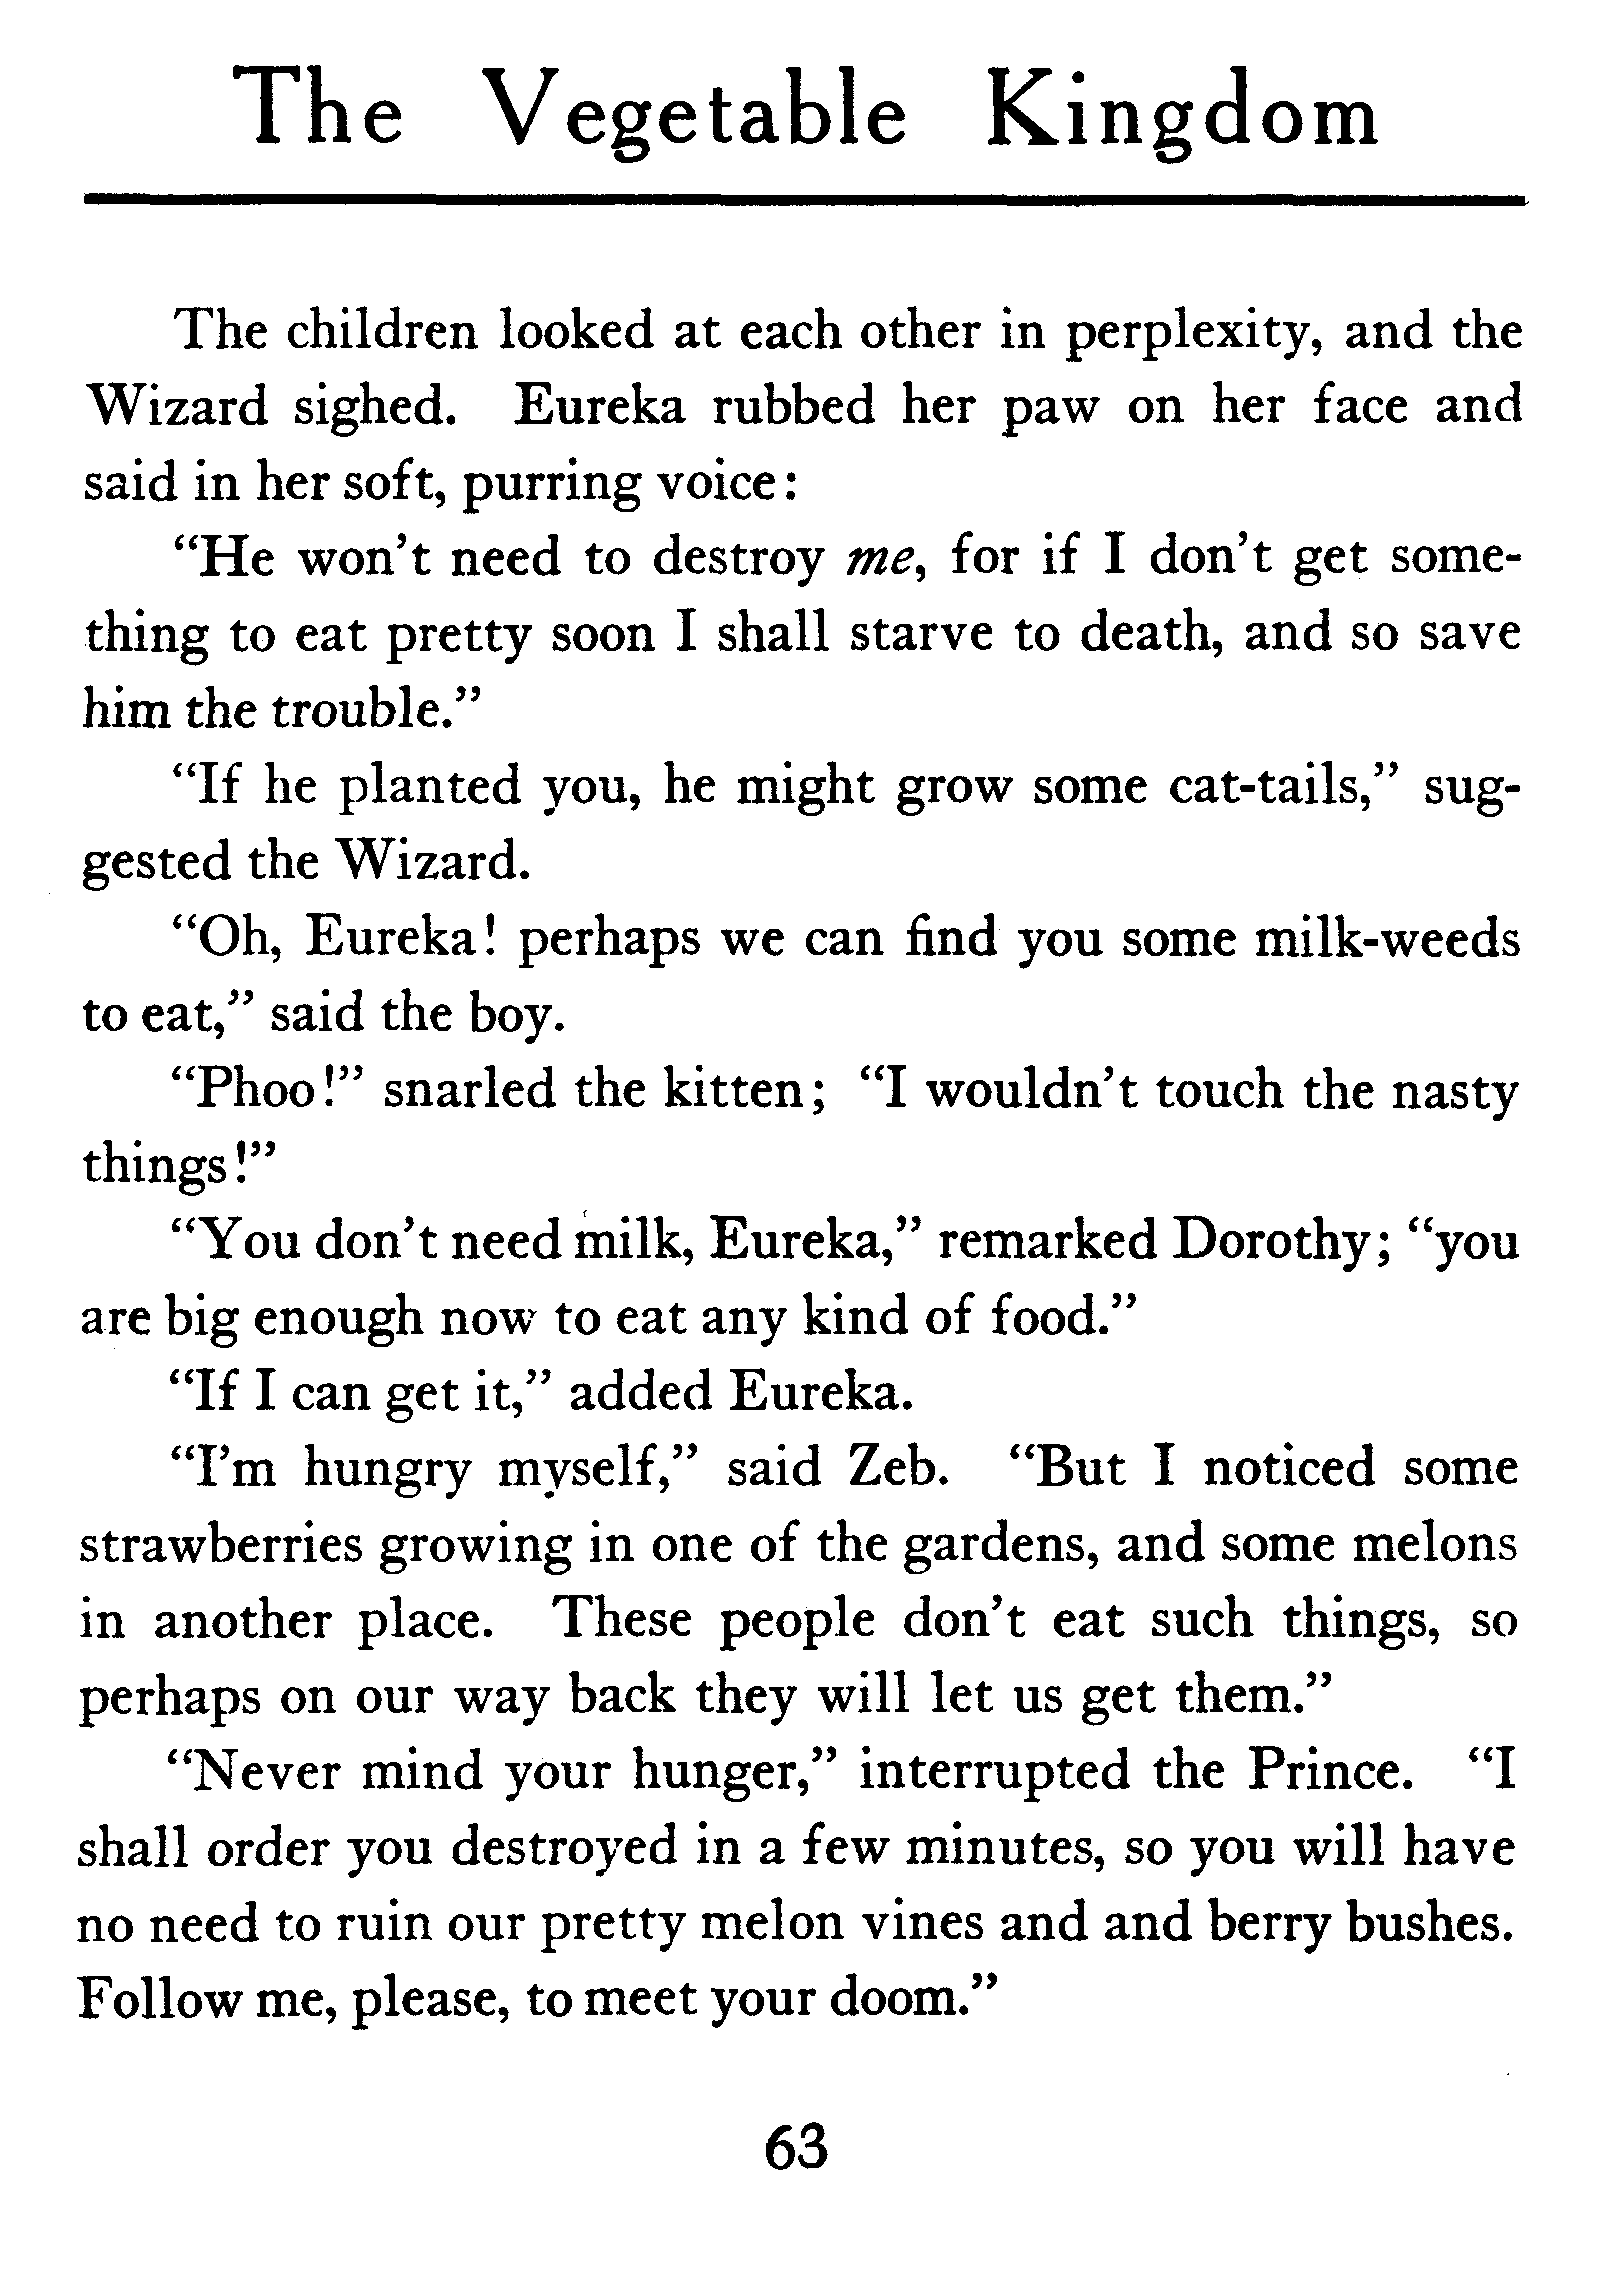 The Vegetable Kingdom
The children looked at each other in perplexity, and the
Wizard sighed. Eureka rubbed her paw on her face and
said in her soft, purring voice:
“He won’t need to destroy me, for if I don’t get some-
thing to eat pretty soon I shall starve to death, and so save
him the trouble.”
“If he planted you, he might grow some cat-tails,” sug-
gested the Wizard.
“Oh, Eureka! perhaps we can find you some milk-weeds
to eat,” said the boy.
“Phoo!” snarled the kitten; “I wouldn’t touch the nasty
things!”
“You don’t need milk, Eureka,” remarked Dorothy; “you
are big enough now to eat any kind of food.”
“If I can get it,” added Eureka.
“I’m hungry myself,” said Zeb. “But I noticed some
strawberries growing in one of the gardens, and some melons
in another place. These people don’t eat such things, so
perhaps on our way back they will let us get them.”
“Never mind your hunger,” interrupted the Prince. “I
shall order you destroyed in a few minutes, so you will have
no need to ruin our pretty melon vines and and berry bushes.
Follow me, please, to meet your doom.”
63